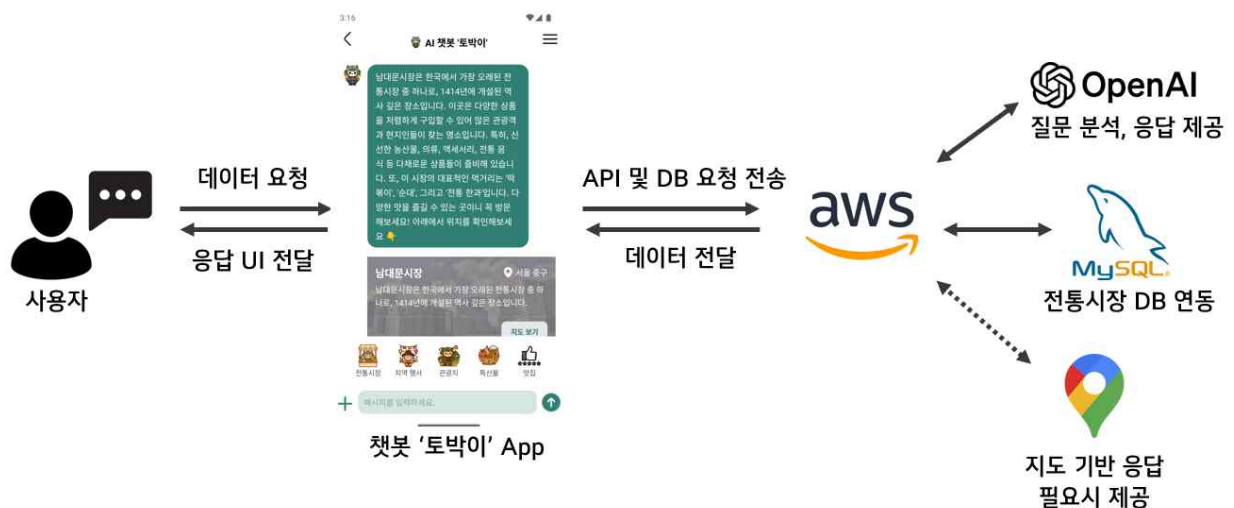 3:16
AI 챗봇 '토박이'
남대문시장은 한국에서 가장 오래된 전
통시장 중 하나로, 1414년에 개설된 역
사 깊은 장소입니다. 이곳은 다양한 상품
을 저렴하게 구입할 수 있어 많은 관광객
과 현지인들이 찾는 명소입니다. 특히, 신
선한 농산물, 의류, 액세서리, 전통 음
식 등 다채로운 상품들이 즐비해 있습니
다. 또, 이 시장의 대표적인 먹거리는 '떡
볶이', '순대', 그리고 '전통 한과'입니다. 다
양한 맛을 즐길 수 있는 곳이니 꼭 방문
해보세요! 아래에서 위치를 확인해보세
요 👇
남대문시장
서울 중구
남대문시장은 한국에서 가장 오래된 전통시장 중 하
나로, 1414년에 개설된 역사 깊은 장소입니다.
지도 보기
전통시장
지역 행사
관광지
특산물
맛집
메시지를 입력하세요.
챗봇 '토박이' App
사용자
데이터 요청
응답 UI 전달
API 및 DB 요청 전송
데이터 전달
aws
OpenAI
질문 분석, 응답 제공
MySQL
전통시장 DB 연동
지도 기반 응답
필요시 제공